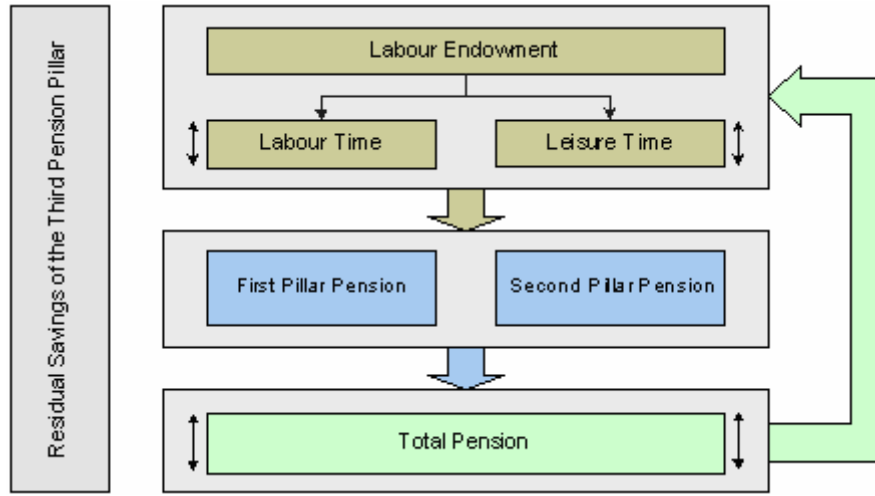 Residual Savings of the Third Pension Pillar
Labour Endowment
Labour Time
Leisure Time
First Pillar Pension
Second Pillar Pension
Total Pension